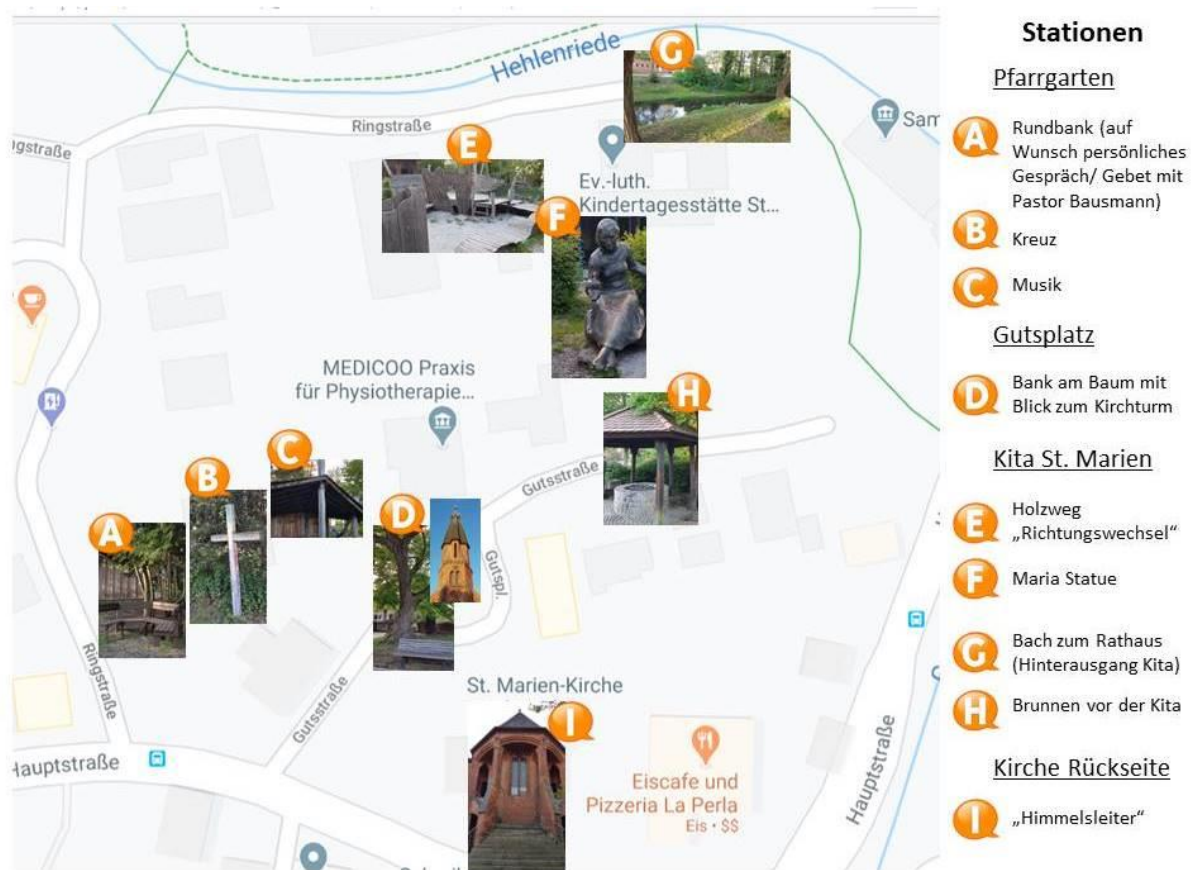 Hehlenriede
Ringstraße
Sam
Ev.-luth.
Kindertagesstätte St...
MEDICOO Praxis
für Physiotherapie...
Gutsstraße
Gutspl.
Ringstraße
Gutsstraße
St. Marien-Kirche
Hauptstraße
Hauptstraße
Eiscafe und
Pizzeria La Perla
Eis • $$
A
B
C
D
E
F
G
H
I
Stationen
Pfarrgarten
A
Rundbank (auf
Wunsch persönliches
Gespräch/ Gebet mit
Pastor Bausmann)
B
Kreuz
C
Musik
Gutsplatz
D
Bank am Baum mit
Blick zum Kirchturm
Kita St. Marien
E
Holzweg
„Richtungswechsel“
F
Maria Statue
G
Bach zum Rathaus
(Hinterausgang Kita)
H
Brunnen vor der Kita
Kirche Rückseite
I
„Himmelsleiter“